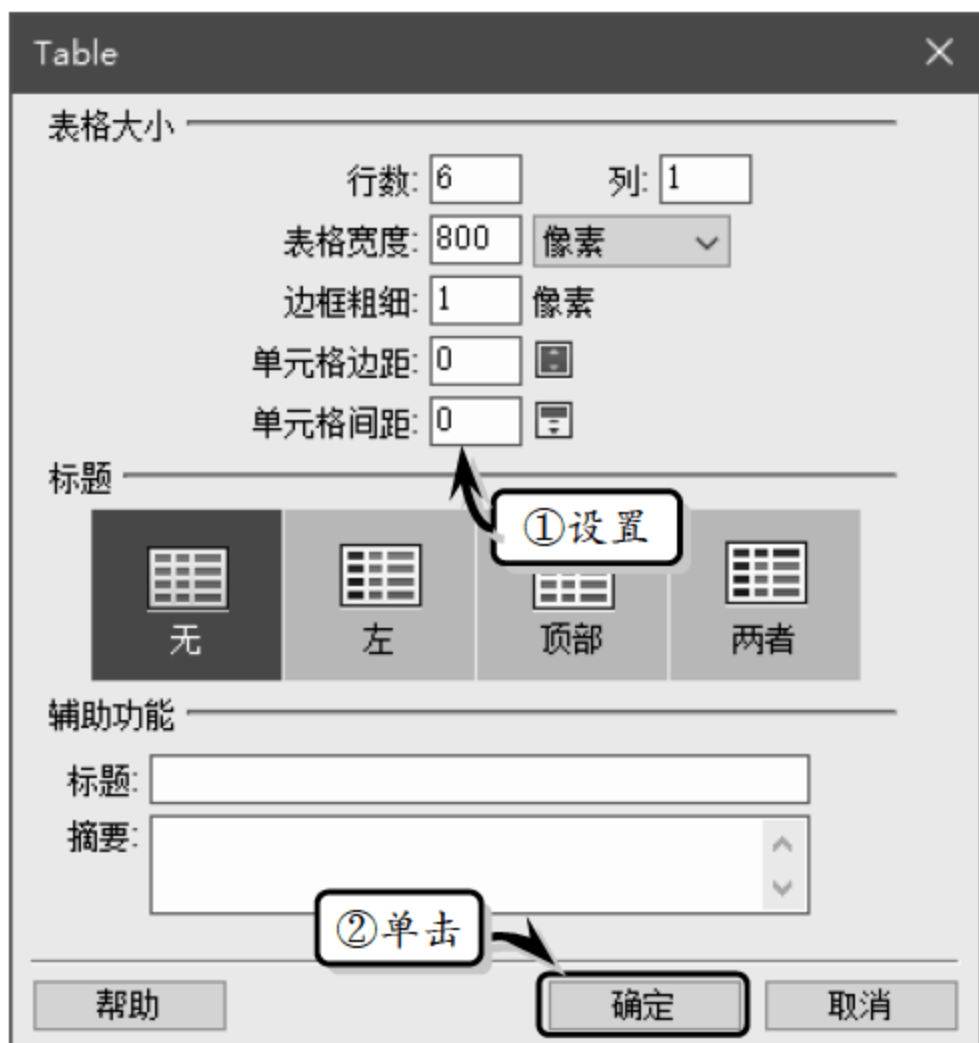 Table
表格大小
行数: 6 列: 1
表格宽度: 800 像素
边框粗细: 1 像素
单元格边距: 0
单元格间距: 0
标题
①设置
无 左 顶部 两者
辅助功能
标题:
摘要:
②单击
帮助 确定 取消